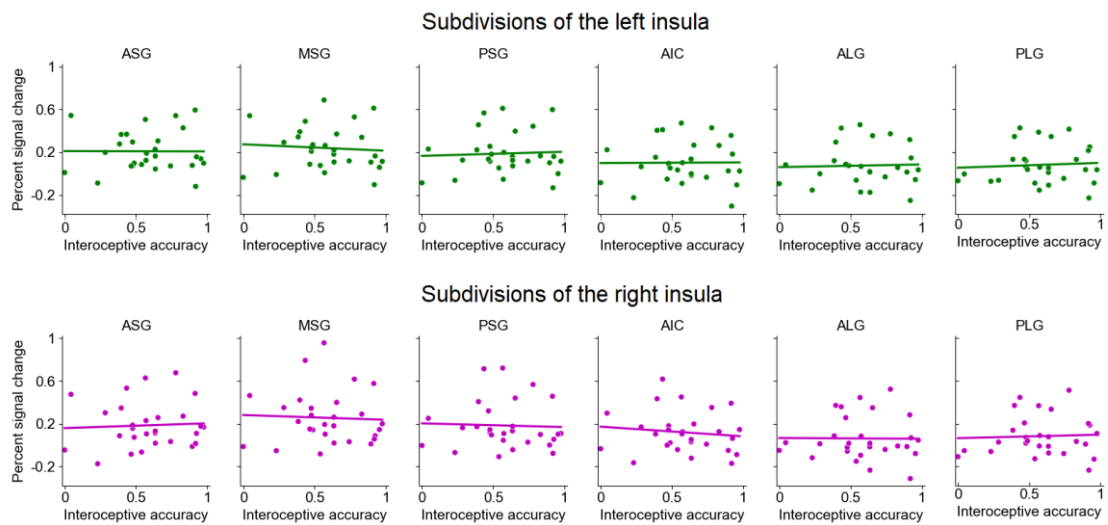 Subdivisions of the left insula
ASG MSG PSG AIC ALG PLG
Percent signal change
1
0.6
0.2
-0.2
0 0.5 1 0 0.5 1 0 0.5 1 0 0.5 1 0 0.5 1 0 0.5 1
Interoceptive accuracy Interoceptive accuracy Interoceptive accuracy Interoceptive accuracy Interoceptive accuracy Interoceptive accuracy
Subdivisions of the right insula
ASG MSG PSG AIC ALG PLG
Percent signal change
1
0.6
0.2
-0.2
0 0.5 1 0 0.5 1 0 0.5 1 0 0.5 1 0 0.5 1 0 0.5 1
Interoceptive accuracy Interoceptive accuracy Interoceptive accuracy Interoceptive accuracy Interoceptive accuracy Interoceptive accuracy